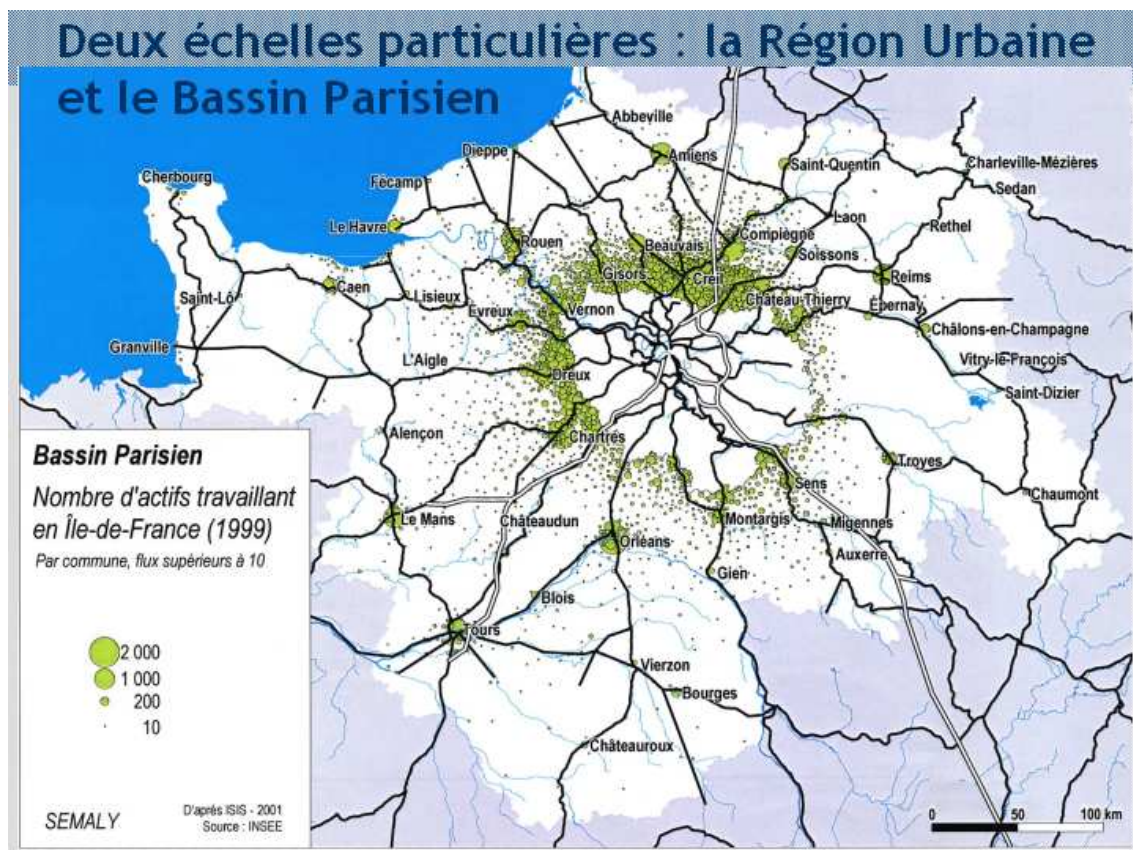 Deux échelles particulières : la Région Urbaine
et le Bassin Parisien
Abbeville
Dieppe
Amiens
Saint-Quentin
Charleville-Mézières
Cherbourg
Fécamp
Sedan
Le Havre
Laon
Rethel
Rouen
Beauvais
Compiègne
Soissons
Gisors
Creil
Reims
Caen
Lisieux
Saint-Lô
Château-Thierry
Épernay
Evreux
Vernon
Châlons-en-Champagne
Granville
L'Aigle
Vitry-le-François
Dreux
Saint-Dizier
Alençon
Chartres
Troyes
Sens
Chaumont
Le Mans
Châteaudun
Montargis
Migennes
Orléans
Auxerre
Gien
Blois
Tours
Vierzon
Bourges
Châteauroux
Bassin Parisien
Nombre d'actifs travaillant
en Île-de-France (1999)
Par commune, flux supérieurs à 10
2 000
1 000
200
10
SEMALY
D'après ISIS - 2001
Source : INSEE
0 50 100 km